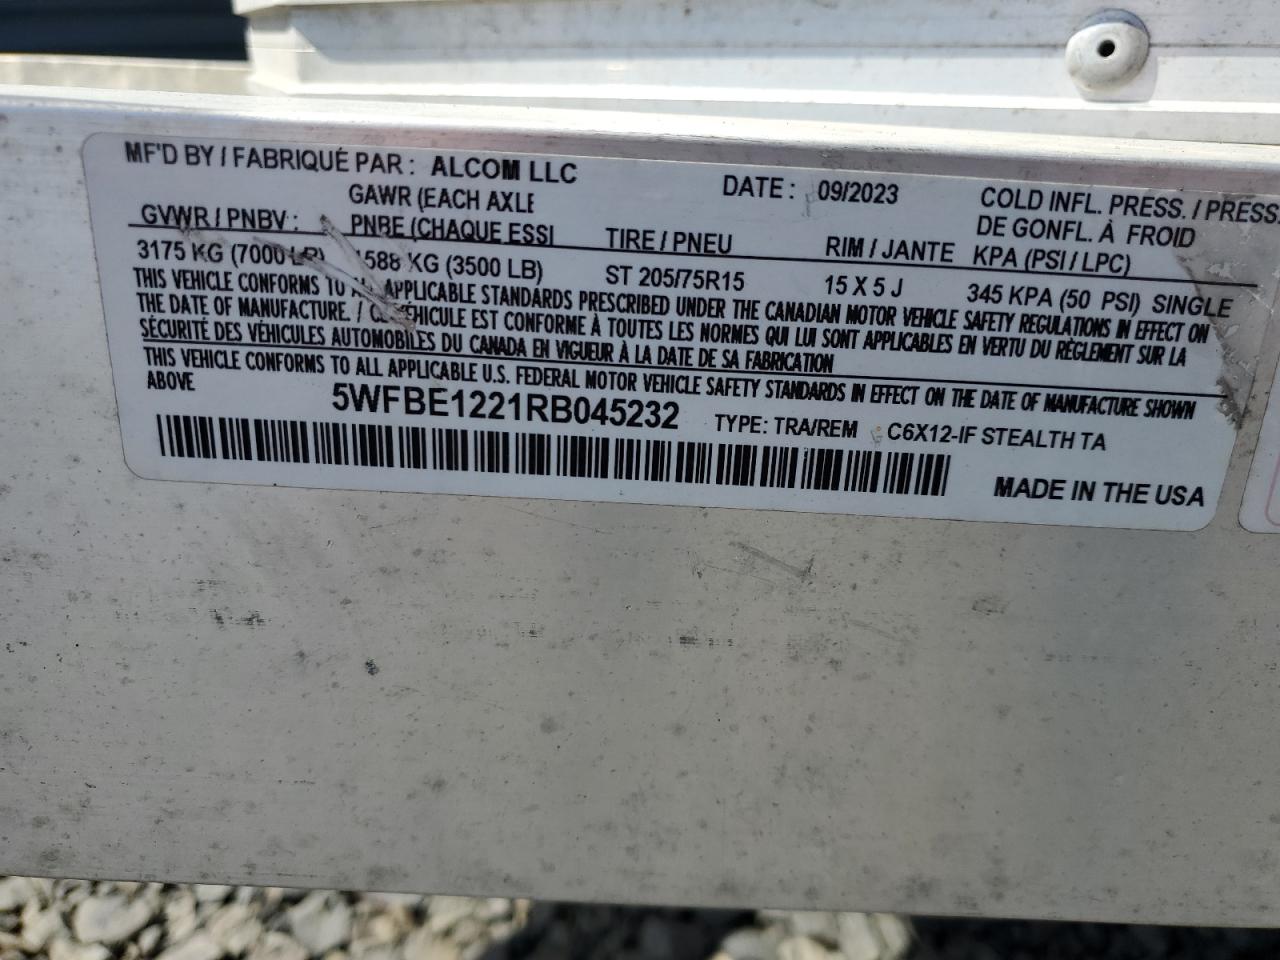 MF'D BY / FABRIQUÉ PAR : ALCOM LLC DATE : 09/2023 COLD INFL. PRESS. / PRESS.
GAWR (EACH AXLE DE GONFL. À FROID
GVWR / PNBV : PNBE (CHAQUE ESSI TIRE / PNEU RIM / JANTE KPA (PSI / LPC)
3175 KG (7000 LB) 1588 KG (3500 LB) ST 205/75R15 15 X 5 J 345 KPA (50 PSI) SINGLE
THIS VEHICLE CONFORMS TO ALL APPLICABLE STANDARDS PRESCRIBED UNDER THE CANADIAN MOTOR VEHICLE SAFETY REGULATIONS IN EFFECT ON
THE DATE OF MANUFACTURE. / CE VÉHICULE EST CONFORME À TOUTES LES NORMES QUI LUI SONT APPLICABLES EN VERTU DU RÈGLEMENT SUR LA
SÉCURITÉ DES VÉHICULES AUTOMOBILES DU CANADA EN VIGUEUR À LA DATE DE SA FABRICATION
THIS VEHICLE CONFORMS TO ALL APPLICABLE U.S. FEDERAL MOTOR VEHICLE SAFETY STANDARDS IN EFFECT ON THE DATE OF MANUFACTURE SHOWN
ABOVE
5WFBE1221RB045232 TYPE: TRA/REM C6X12-IF STEALTH TA
MADE IN THE USA